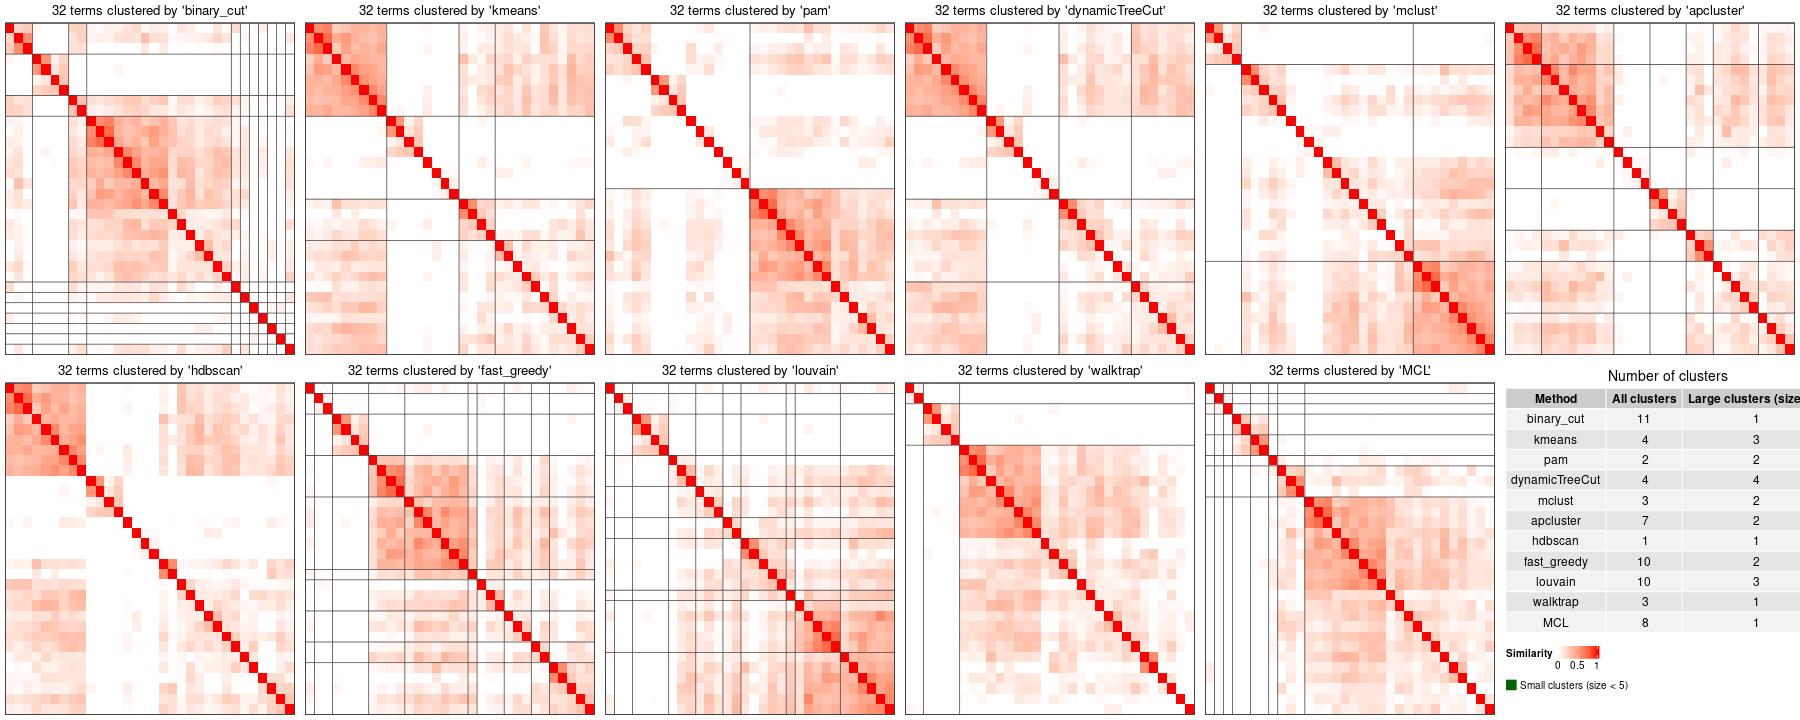 32 terms clustered by 'binary_cut'
32 terms clustered by 'kmeans'
32 terms clustered by 'pam'
32 terms clustered by 'dynamicTreeCut'
32 terms clustered by 'mclust'
32 terms clustered by 'apcluster'
32 terms clustered by 'hdbscan'
32 terms clustered by 'fast_greedy'
32 terms clustered by 'louvain'
32 terms clustered by 'walktrap'
32 terms clustered by 'MCL'
Number of clusters
Method All clusters Large clusters (size
binary_cut 11 1
kmeans 4 3
pam 2 2
dynamicTreeCut 4 4
mclust 3 2
apcluster 7 2
hdbscan 1 1
fast_greedy 10 2
louvain 10 3
walktrap 3 1
MCL 8 1
Similarity
0 0.5 1
Small clusters (size < 5)